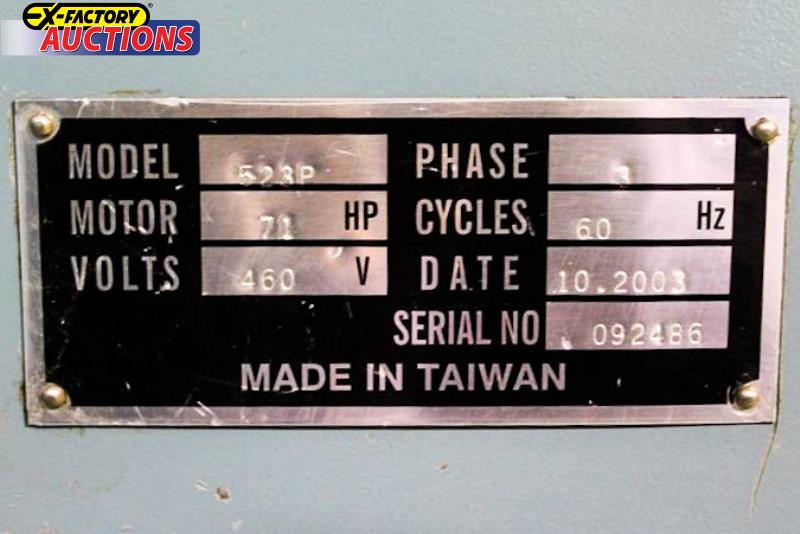 EX-FACTORY
AUCTIONS
MODEL 523P PHASE 3
MOTOR 71 HP CYCLES 60 Hz
VOLTS 460 V DATE 10.2003
SERIAL NO 092486
MADE IN TAIWAN